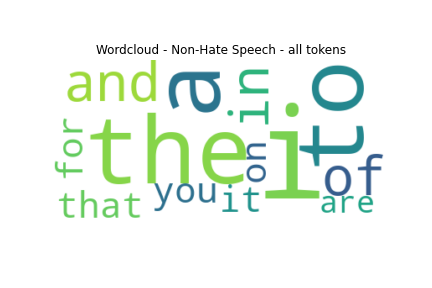 Wordcloud - Non-Hate Speech - all tokens
and
a
in
to
for
the
i
on
of
that
you
it
are